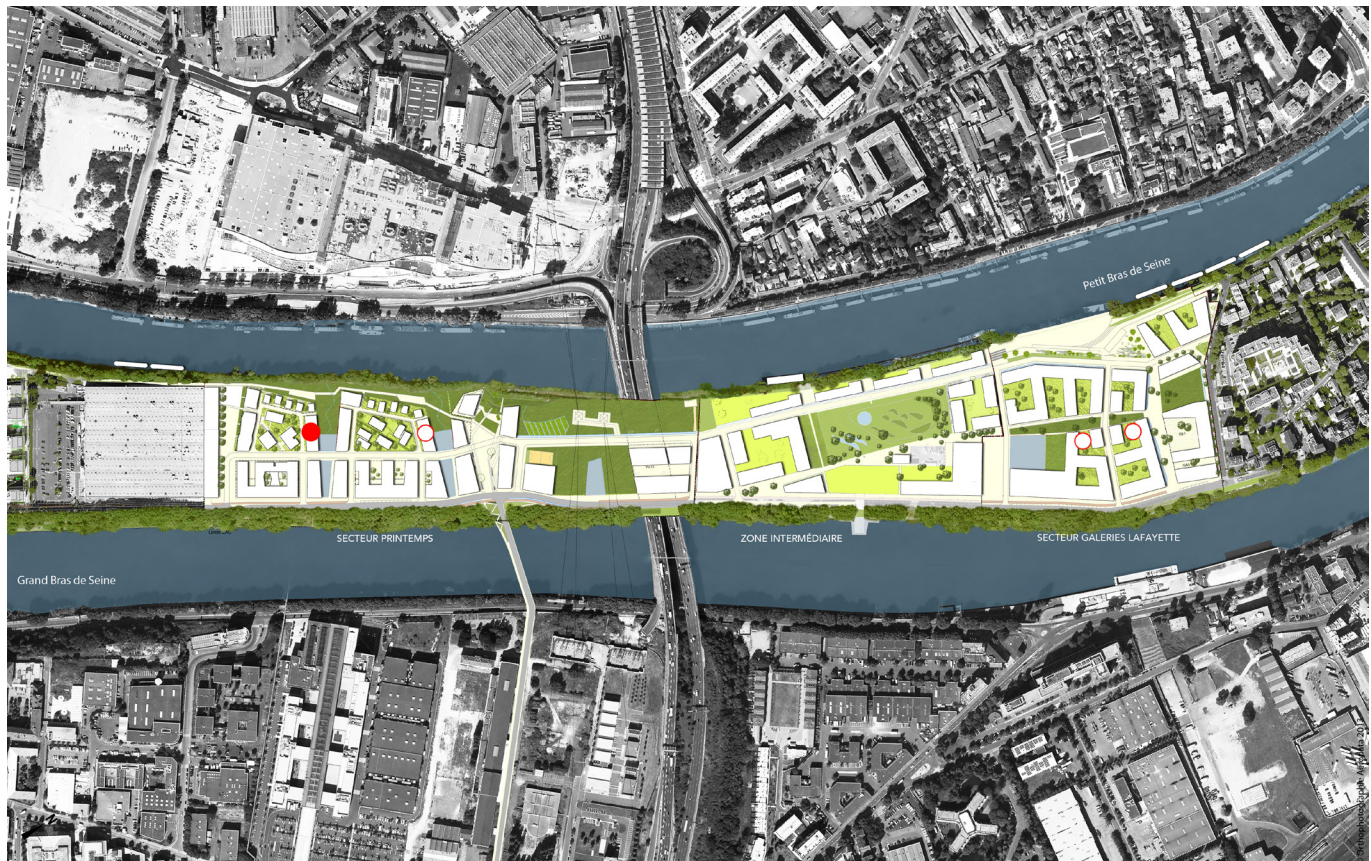 Petit Bras de Seine
SECTEUR PRINTEMPS
ZONE INTERMÉDIAIRE
SECTEUR GALERIES LAFAYETTE
Grand Bras de Seine